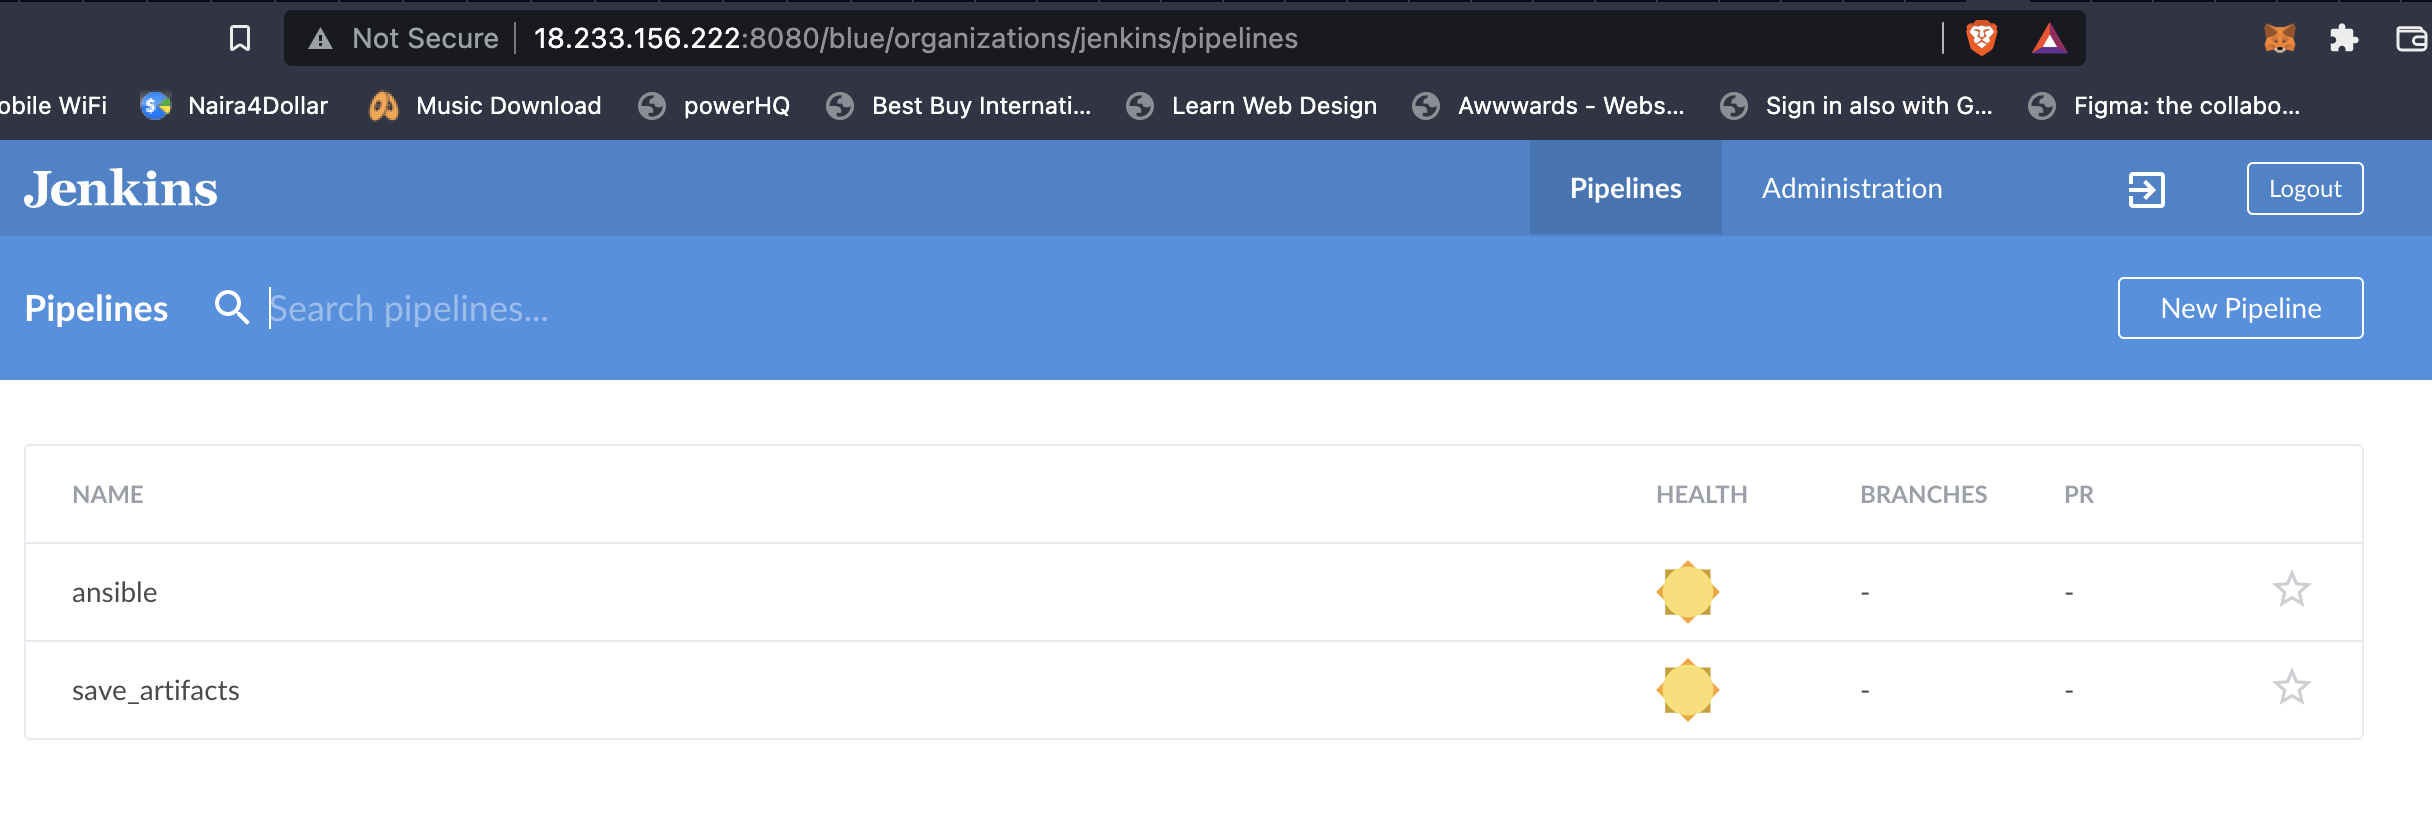 Not Secure 18.233.156.222:8080/blue/organizations/jenkins/pipelines
obile WiFi Naira4Dollar Music Download powerHQ Best Buy Internati... Learn Web Design Awwwards - Webs... Sign in also with G... Figma: the collabo...
Jenkins Pipelines Administration Logout
Pipelines Search pipelines... New Pipeline
NAME HEALTH BRANCHES PR
ansible - -
save_artifacts - -